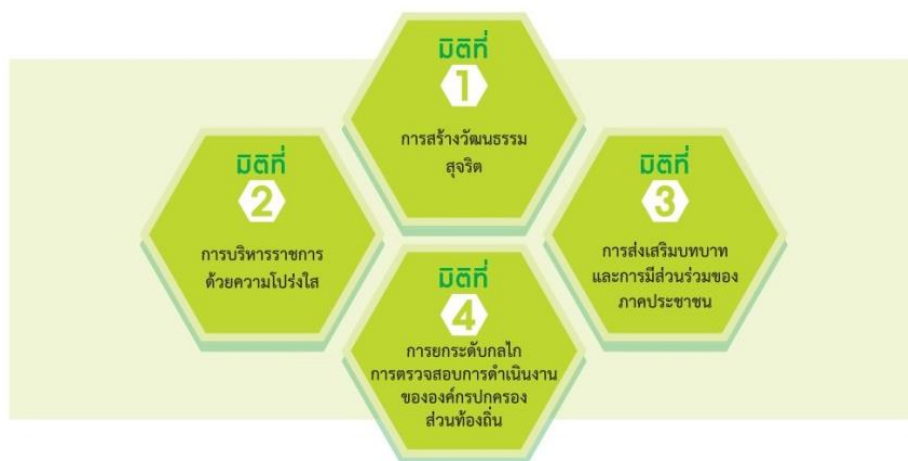 มิติที่
1
การสร้างวัฒนธรรม
สุจริต
มิติที่
2
การบริหารราชการ
ด้วยความโปร่งใส
มิติที่
3
การส่งเสริมบทบาท
และการมีส่วนร่วมของ
ภาคประชาชน
มิติที่
4
การยกระดับกลไก
การตรวจสอบการดำเนินงาน
ขององค์กรปกครอง
ส่วนท้องถิ่น